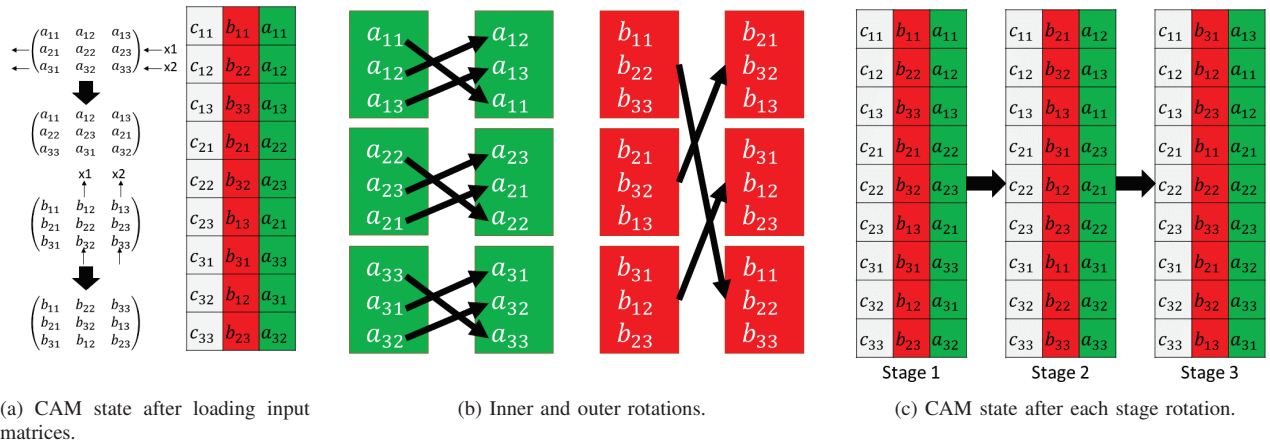 a11 a12 a13
a21 a22 a23 x1
a31 a32 a33 x2
a11 a12 a13
a22 a23 a21
a33 a31 a32
x1 x2
b11 b12 b13
b21 b22 b23
b31 b32 b33
b11 b22 b33
b21 b32 b13
b31 b12 b23
c11 b11 a11
c12 b22 a12
c13 b33 a13
c21 b21 a22
c22 b32 a23
c23 b13 a21
c31 b31 a33
c32 b12 a31
c33 b23 a32
(a) CAM state after loading input
matrices.
a11 a12
a12 a13
a13 a11
a22 a23
a23 a21
a21 a22
a33 a31
a31 a32
a32 a33
b11 b21
b22 b32
b33 b13
b21 b31
b32 b12
b13 b23
b31 b11
b12 b22
b23 b33
(b) Inner and outer rotations.
c11 b11 a11
c12 b22 a12
c13 b33 a13
c21 b21 a22
c22 b32 a23
c23 b13 a21
c31 b31 a33
c32 b12 a31
c33 b23 a32
Stage 1
c11 b21 a12
c12 b32 a13
c13 b13 a11
c21 b31 a23
c22 b12 a21
c23 b23 a22
c31 b11 a31
c32 b22 a32
c33 b33 a33
Stage 2
c11 b31 a13
c12 b12 a11
c13 b23 a12
c21 b11 a21
c22 b22 a22
c23 b33 a23
c31 b21 a32
c32 b32 a33
c33 b13 a31
Stage 3
(c) CAM state after each stage rotation.